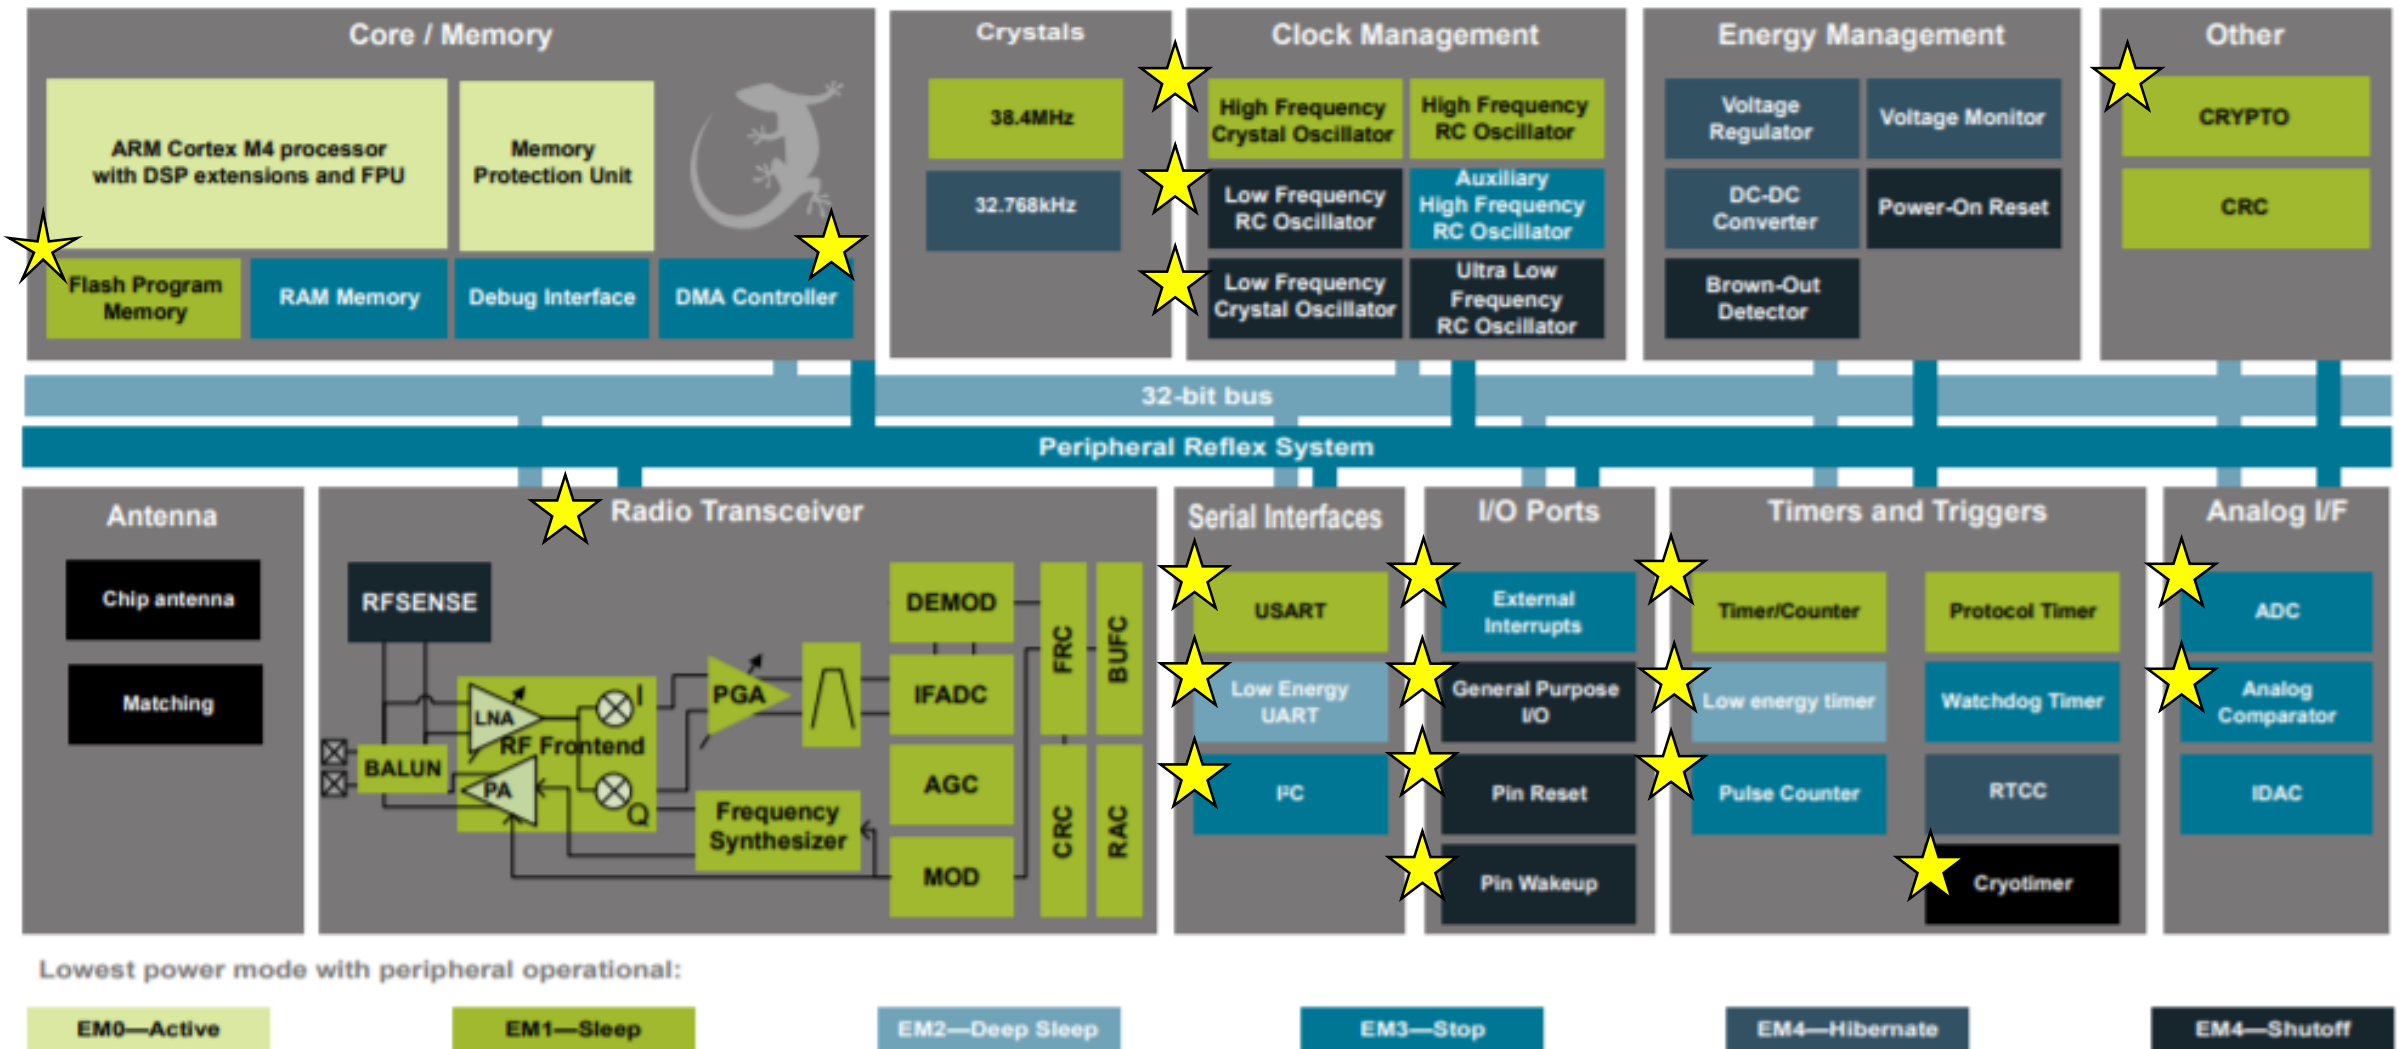 Core / Memory
ARM Cortex M4 processor
with DSP extensions and FPU
Memory
Protection Unit
Flash Program
Memory
RAM Memory
Debug Interface
DMA Controller
Crystals
38.4MHz
32.768kHz
Clock Management
High Frequency
Crystal Oscillator
High Frequency
RC Oscillator
Low Frequency
RC Oscillator
Auxiliary
High Frequency
RC Oscillator
Low Frequency
Crystal Oscillator
Ultra Low
Frequency
RC Oscillator
Energy Management
Voltage
Regulator
Voltage Monitor
DC-DC
Converter
Power-On Reset
Brown-Out
Detector
Other
CRYPTO
CRC
32-bit bus
Peripheral Reflex System
Antenna
Chip antenna
Matching
Radio Transceiver
RFSENSE
BALUN
LNA
RF Frontend
PA
I
Q
PGA
Frequency
Synthesizer
DEMOD
IFADC
AGC
MOD
FRC
BUFC
CRC
RAC
Serial Interfaces
USART
Low Energy
UART
I²C
I/O Ports
External
Interrupts
General Purpose
I/O
Pin Reset
Pin Wakeup
Timers and Triggers
Timer/Counter
Protocol Timer
Low energy timer
Watchdog Timer
Pulse Counter
RTCC
Cryotimer
Analog I/F
ADC
Analog
Comparator
IDAC
Lowest power mode with peripheral operational:
EM0—Active
EM1—Sleep
EM2—Deep Sleep
EM3—Stop
EM4—Hibernate
EM4—Shutoff